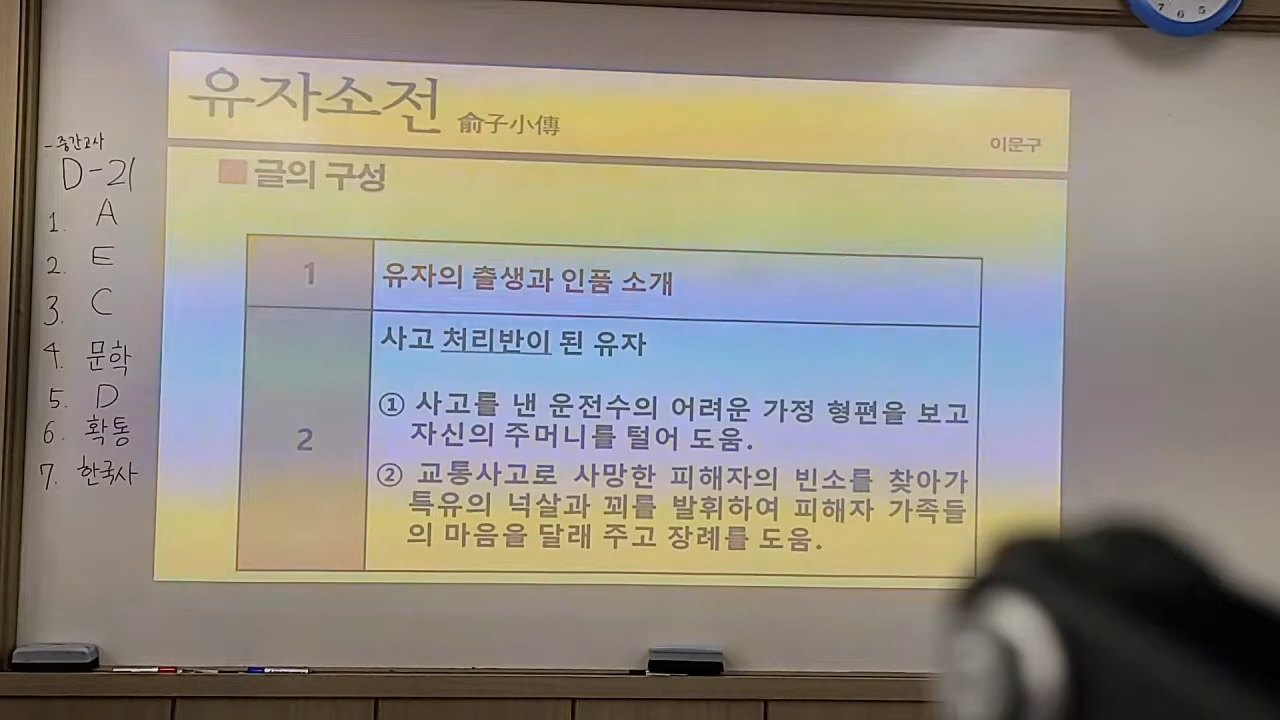 유자소전 兪子小傳
이문구
글의 구성
1 유자의 출생과 인품 소개
2
사고 처리반이 된 유자
① 사고를 낸 운전수의 어려운 가정 형편을 보고
자신의 주머니를 털어 도움.
② 교통사고로 사망한 피해자의 빈소를 찾아가
특유의 넉살과 꾀를 발휘하여 피해자 가족들
의 마음을 달래 주고 장례를 도움.
- 중간고사
D-21
1. A
2. E
3. C
4. 문학
5. D
6. 확통
7. 한국사
7 6 5